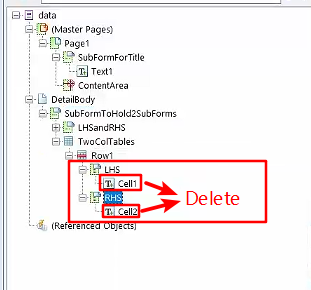 data
(Master Pages)
Page1
SubFormForTitle
Text1
ContentArea
DetailBody
SubFormToHold2SubForms
LHSandRHS
TwoColTables
Row1
LHS
Cell1
Delete
RHS
Cell2
(Referenced Objects)